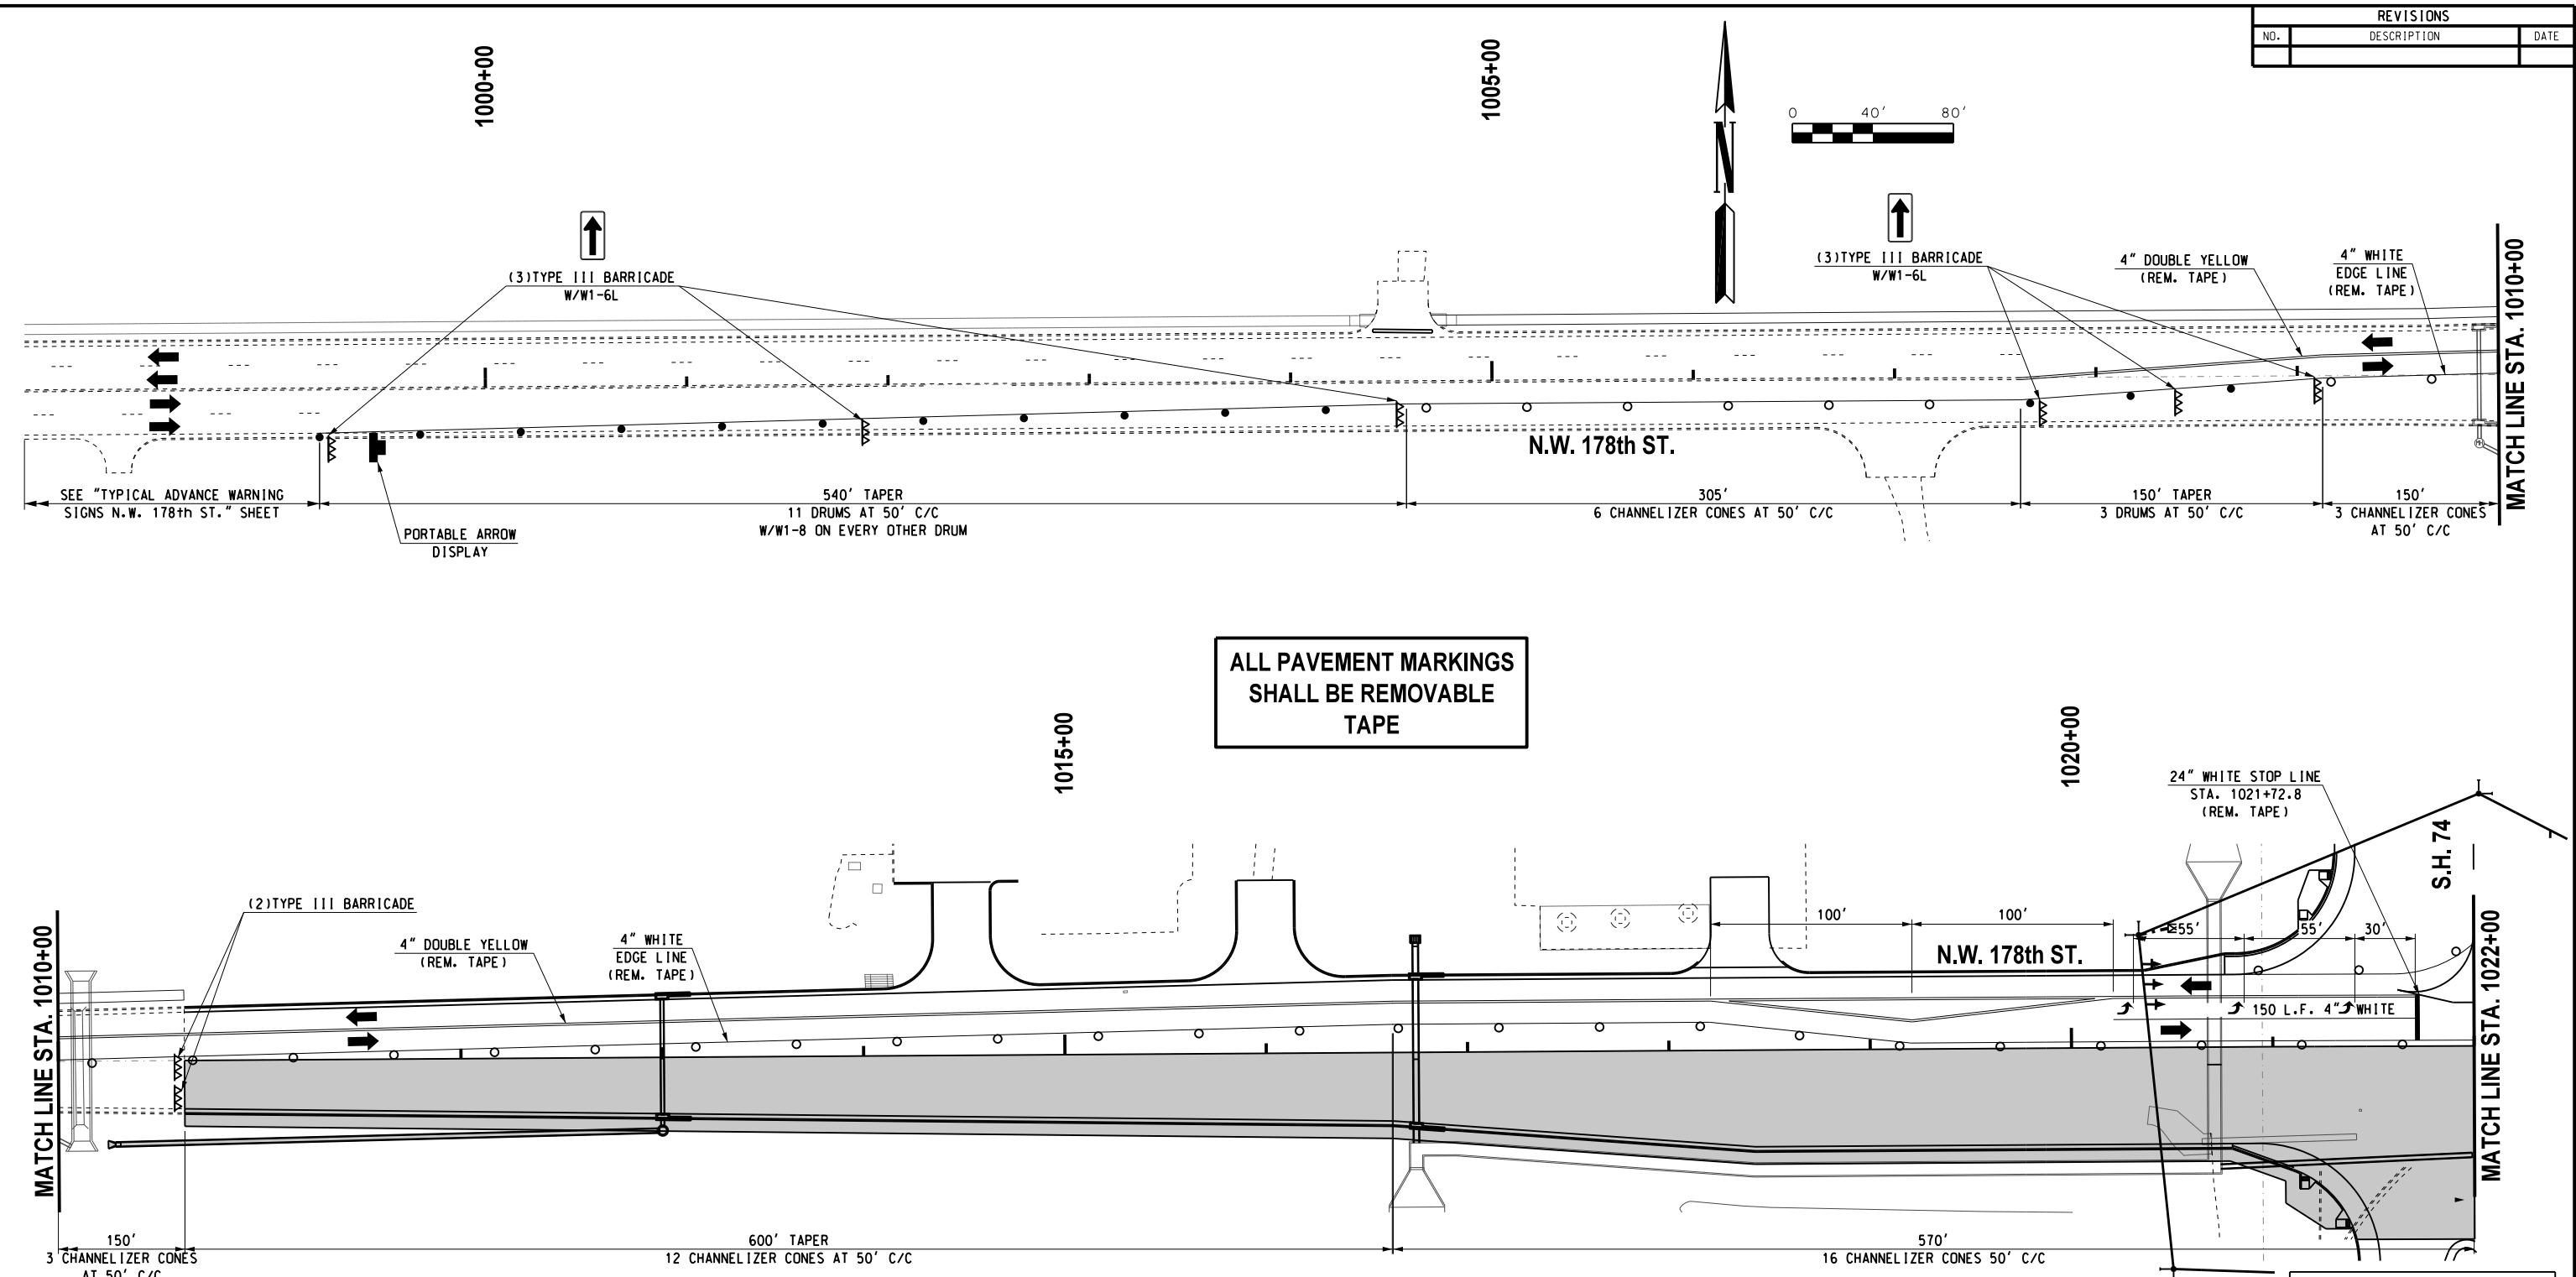 REVISIONS
NO. DESCRIPTION DATE
1000+00
1005+00
0 40' 80'
N
(3)TYPE III BARRICADE
W/W1-6L
(3)TYPE III BARRICADE
W/W1-6L
4" DOUBLE YELLOW
(REM. TAPE)
4" WHITE
EDGE LINE
(REM. TAPE)
MATCH LINE STA. 1010+00
N.W. 178th ST.
SEE "TYPICAL ADVANCE WARNING
SIGNS N.W. 178th ST." SHEET
PORTABLE ARROW
DISPLAY
540' TAPER
11 DRUMS AT 50' C/C
W/W1-8 ON EVERY OTHER DRUM
305'
6 CHANNELIZER CONES AT 50' C/C
150' TAPER
3 DRUMS AT 50' C/C
150'
3 CHANNELIZER CONES
AT 50' C/C
ALL PAVEMENT MARKINGS
SHALL BE REMOVABLE
TAPE
1015+00
1020+00
24" WHITE STOP LINE
STA. 1021+72.8
(REM. TAPE)
S.H. 74
MATCH LINE STA. 1010+00
(2)TYPE III BARRICADE
4" DOUBLE YELLOW
(REM. TAPE)
4" WHITE
EDGE LINE
(REM. TAPE)
100'
100'
55'
55'
30'
N.W. 178th ST.
150 L.F. 4" WHITE
MATCH LINE STA. 1022+00
150'
3 CHANNELIZER CONES
AT 50' C/C
600' TAPER
12 CHANNELIZER CONES AT 50' C/C
570'
16 CHANNELIZER CONES 50' C/C